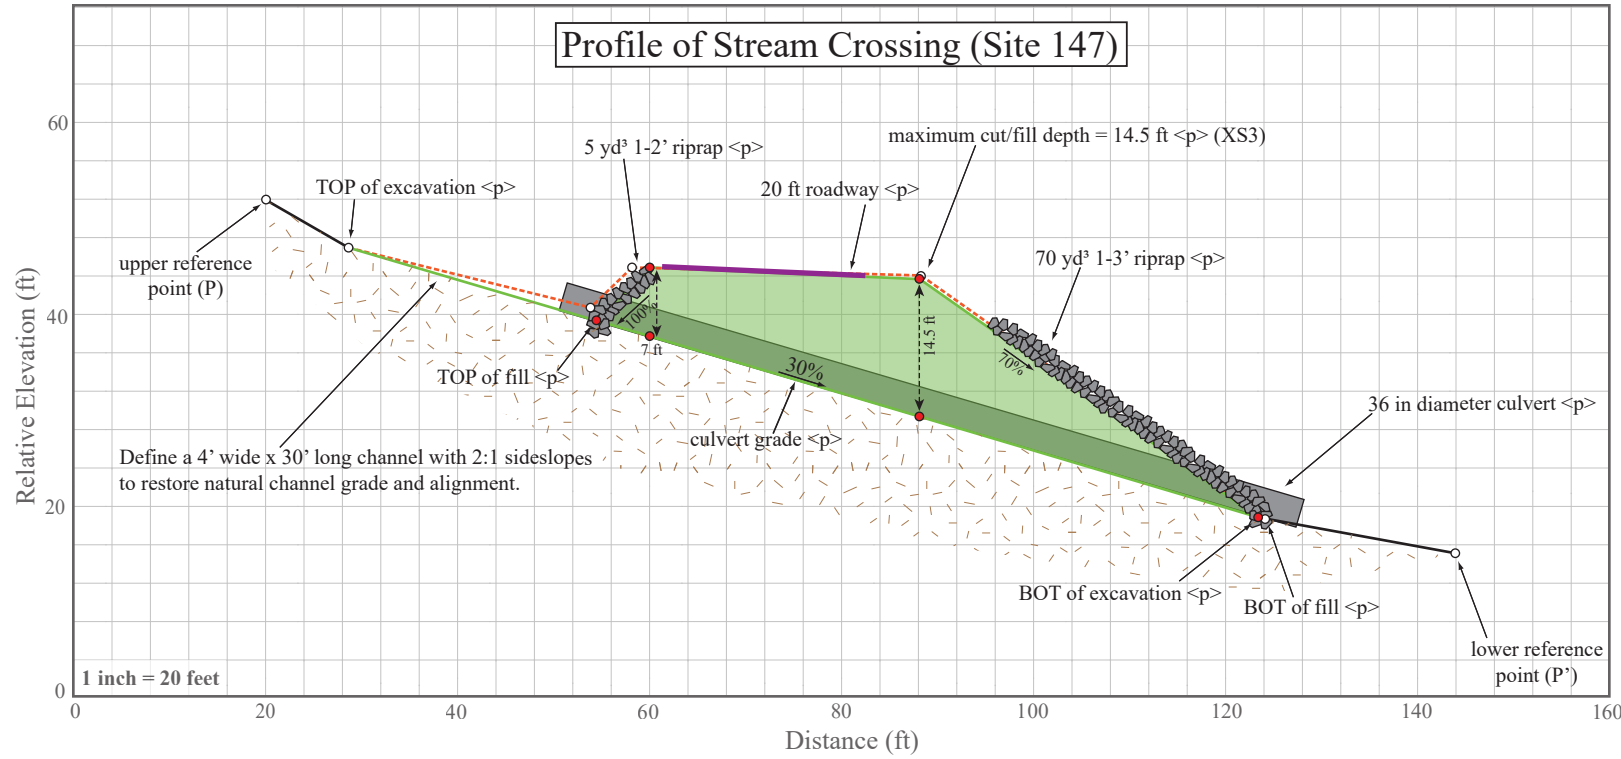 Profile of Stream Crossing (Site 147)
maximum cut/fill depth = 14.5 ft <p> (XS3)
5 yd³ 1-2’ riprap <p>
TOP of excavation <p>
20 ft roadway <p>
upper reference
point (P)
70 yd³ 1-3’ riprap <p>
100%
7 ft
14.5 ft
70%
30%
TOP of fill <p>
36 in diameter culvert <p>
culvert grade <p>
Define a 4’ wide x 30’ long channel with 2:1 sideslopes
to restore natural channel grade and alignment.
BOT of excavation <p>
BOT of fill <p>
lower reference
point (P’)
1 inch = 20 feet
Relative Elevation (ft)
60
40
20
0
0
20
40
60
80
100
120
140
160
Distance (ft)